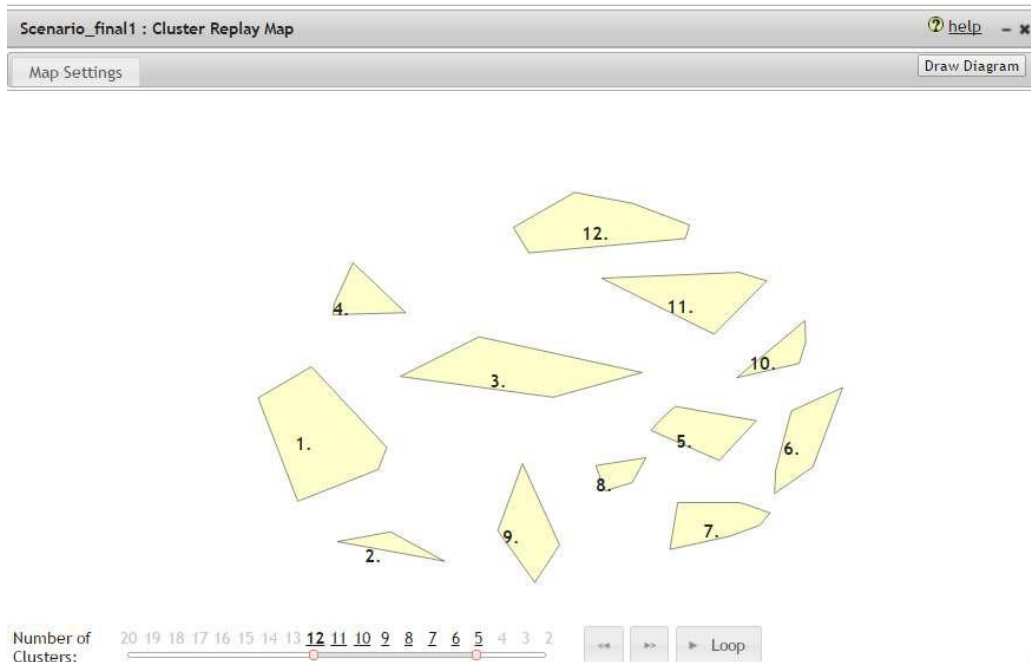 Scenario_final1 : Cluster Replay Map
help
Map Settings
Draw Diagram
12.
11.
4.
10.
3.
5.
1.
6.
8.
7.
9.
2.
Number of Clusters:
20 19 18 17 16 15 14 13 12 11 10 9 8 7 6 5 4 3 2
Loop